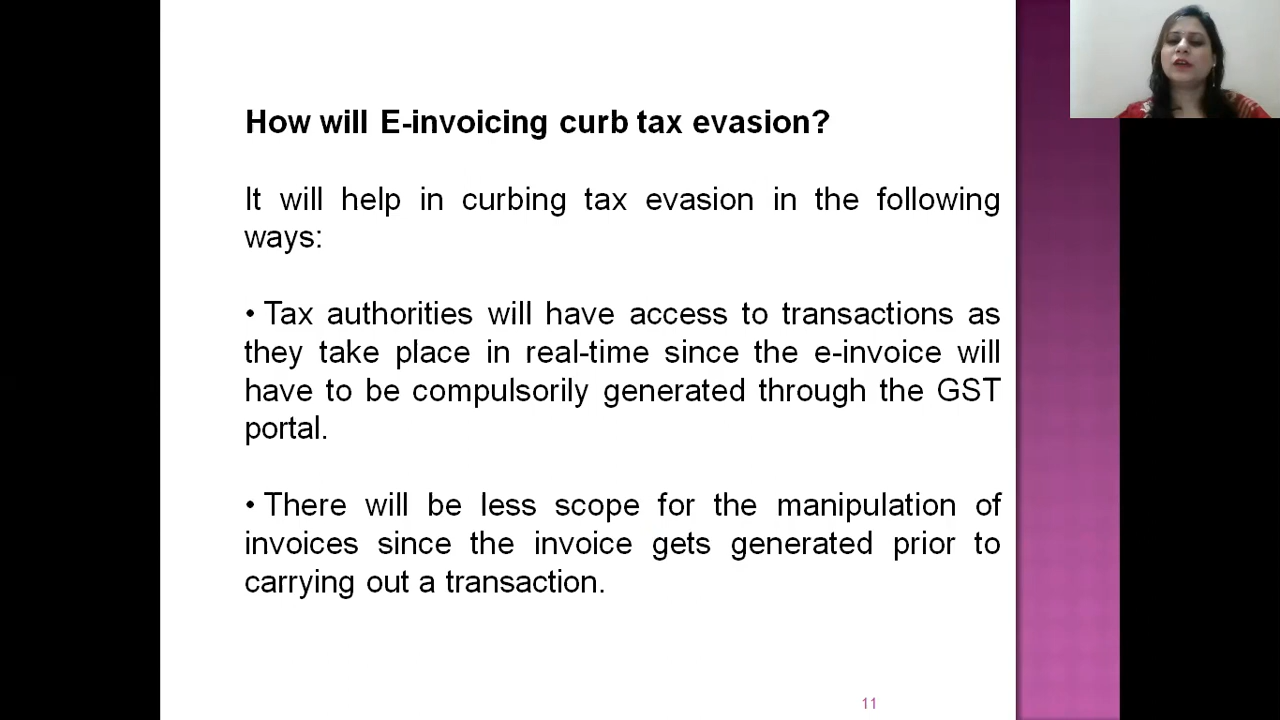 How will E-invoicing curb tax evasion?
It will help in curbing tax evasion in the following
ways:
• Tax authorities will have access to transactions as
they take place in real-time since the e-invoice will
have to be compulsorily generated through the GST
portal.
• There will be less scope for the manipulation of
invoices since the invoice gets generated prior to
carrying out a transaction.
11